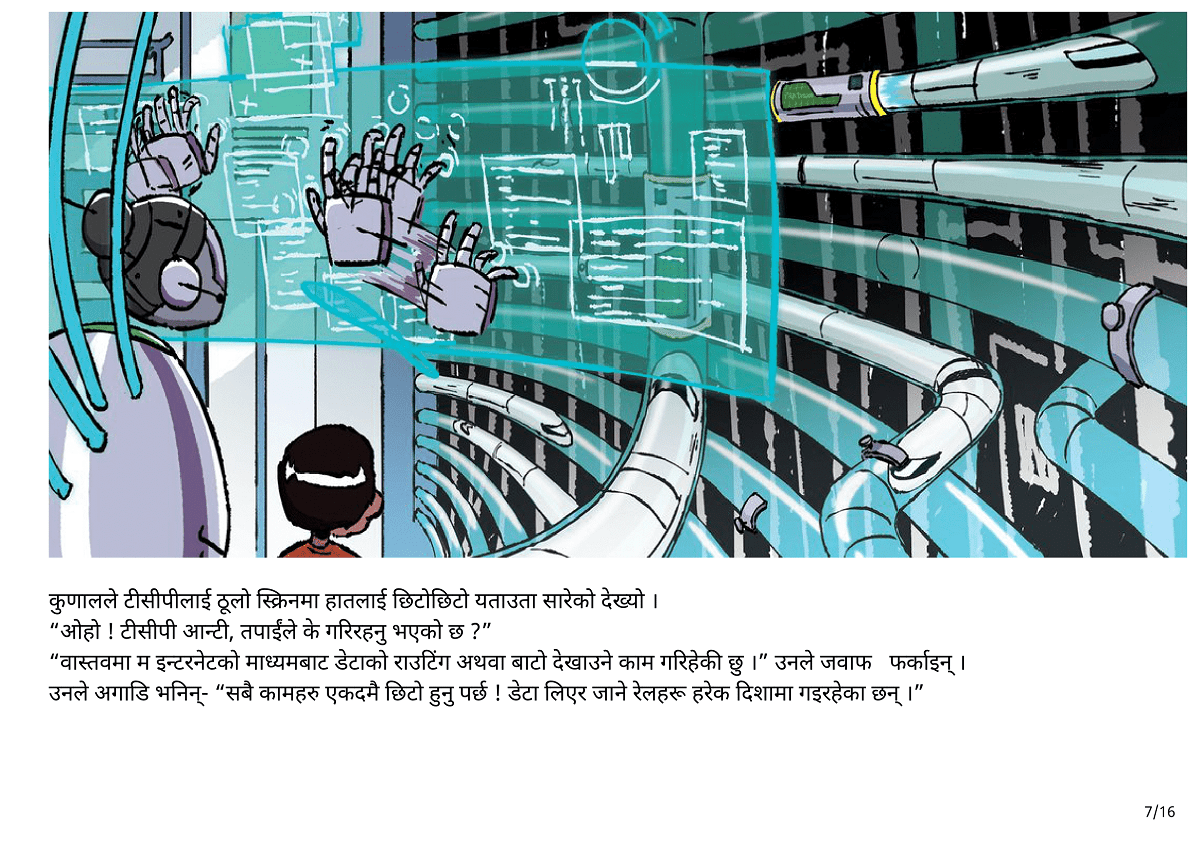 कुणालले टीसीपीलाई ठूलो स्क्रिनमा हातलाई छिटोछिटो यताउता सारेको देख्यो ।
“ओहो ! टीसीपी आन्टी, तपाईंले के गरिरहनु भएको छ ?”
“वास्तवमा म इन्टरनेटको माध्यमबाट डेटाको राउटिंग अथवा बाटो देखाउने काम गरिहेकी छु ।” उनले जवाफ फर्काइन् ।
उनले अगाडि भनिन्- “सबै कामहरु एकदमै छिटो हुनु पर्छ ! डेटा लिएर जाने रेलहरू हरेक दिशामा गइरहेका छन् ।”
7/16